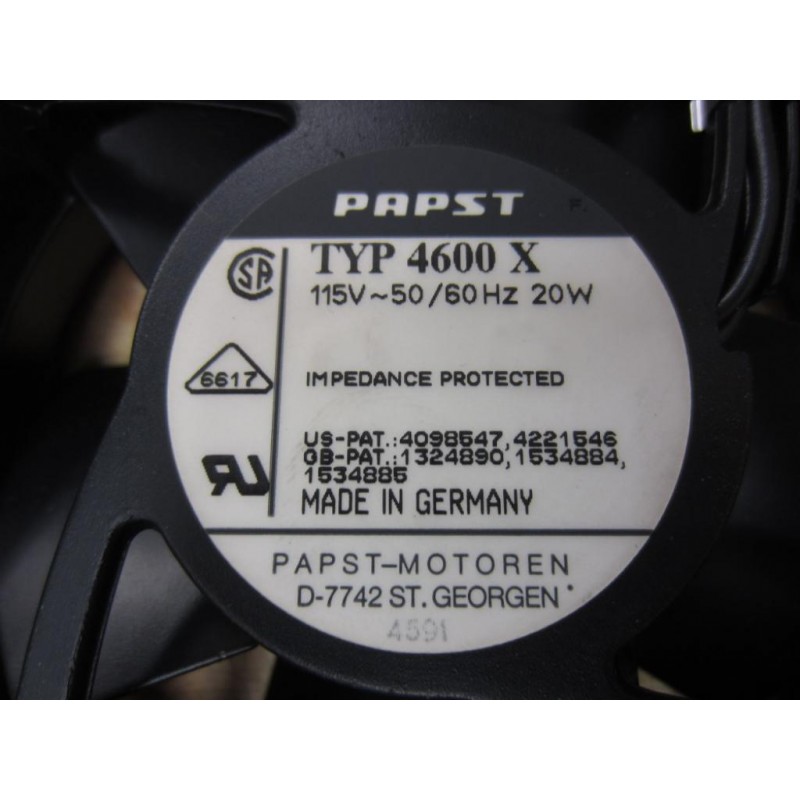 PAPST F.
TYP 4600 X
115V~50/60Hz 20W
6617
IMPEDANCE PROTECTED
US-PAT.:4098547,4221546
GB-PAT.:1324890,1534884,
1534885
MADE IN GERMANY
PAPST-MOTOREN
D-7742 ST. GEORGEN
4591